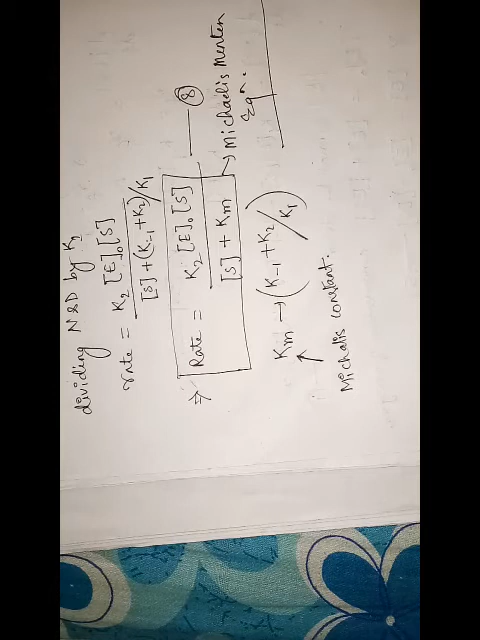 dividing N & D by K1
rate = K2 [E]0 [S] / [S] + (K-1 + K2)/K1
⇒ Rate = K2 [E]0 [S] / [S] + Km — 8
→ Michaelis Menten Eqn.
Km → (K-1 + K2 / K1)
↑
Michalis constant.